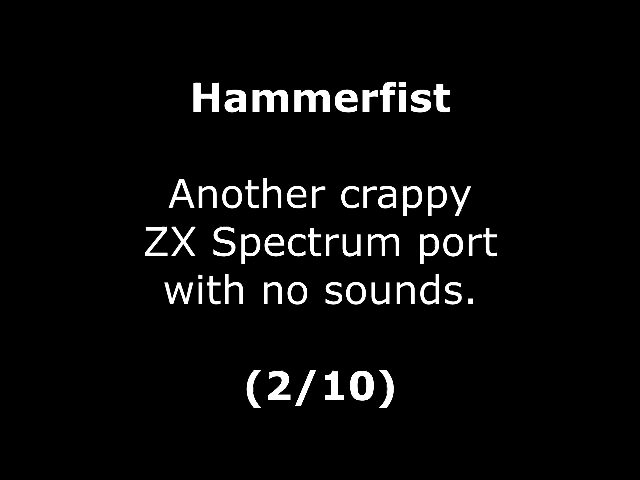 Hammerfist
Another crappy
ZX Spectrum port
with no sounds.
(2/10)